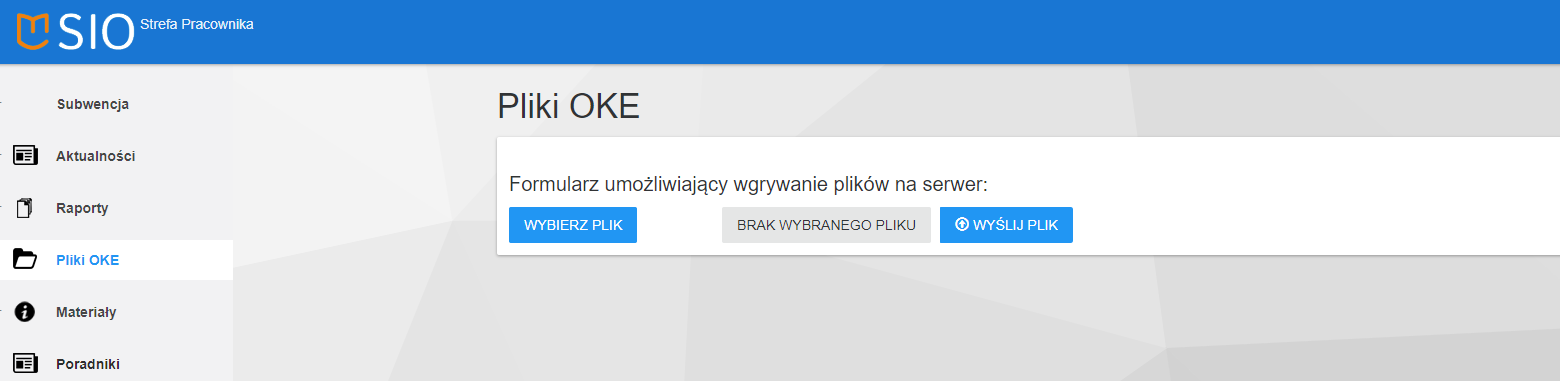 SIO Strefa Pracownika
Subwencja
Aktualności
Raporty
Pliki OKE
Materiały
Poradniki
Pliki OKE
Formularz umożliwiający wgrywanie plików na serwer:
WYBIERZ PLIK BRAK WYBRANEGO PLIKU WYŚLIJ PLIK